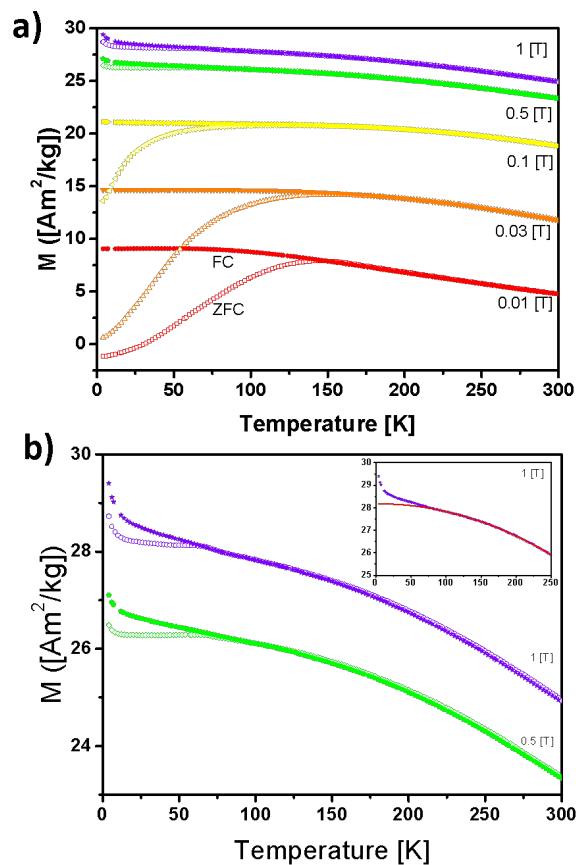 a)
30
25
20
15
10
5
0
M ([Am²/kg])
1 [T]
0.5 [T]
0.1 [T]
0.03 [T]
0.01 [T]
FC
ZFC
0 50 100 150 200 250 300
Temperature [K]
b)
30
28
26
24
M ([Am²/kg])
1 [T]
30
29
28
27
26
25
0 50 100 150 200 250
1 [T]
0.5 [T]
0 50 100 150 200 250 300
Temperature [K]